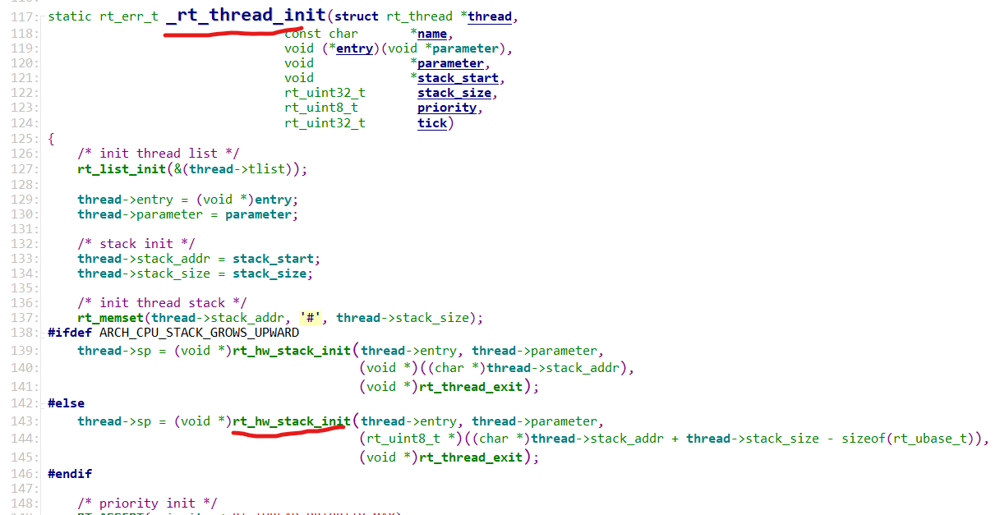 117: static rt_err_t _rt_thread_init(struct rt_thread *thread,
118: const char *name,
119: void (*entry)(void *parameter),
120: void *parameter,
121: void *stack_start,
122: rt_uint32_t stack_size,
123: rt_uint8_t priority,
124: rt_uint32_t tick)
125: {
126: /* init thread list */
127: rt_list_init(&(thread->tlist));
128:
129: thread->entry = (void *)entry;
130: thread->parameter = parameter;
131:
132: /* stack init */
133: thread->stack_addr = stack_start;
134: thread->stack_size = stack_size;
135:
136: /* init thread stack */
137: rt_memset(thread->stack_addr, '#', thread->stack_size);
138: #ifdef ARCH_CPU_STACK_GROWS_UPWARD
139: thread->sp = (void *)rt_hw_stack_init(thread->entry, thread->parameter,
140: (void *)((char *)thread->stack_addr),
141: (void *)rt_thread_exit);
142: #else
143: thread->sp = (void *)rt_hw_stack_init(thread->entry, thread->parameter,
144: (rt_uint8_t *)((char *)thread->stack_addr + thread->stack_size - sizeof(rt_ubase_t)),
145: (void *)rt_thread_exit);
146: #endif
147:
148: /* priority init */